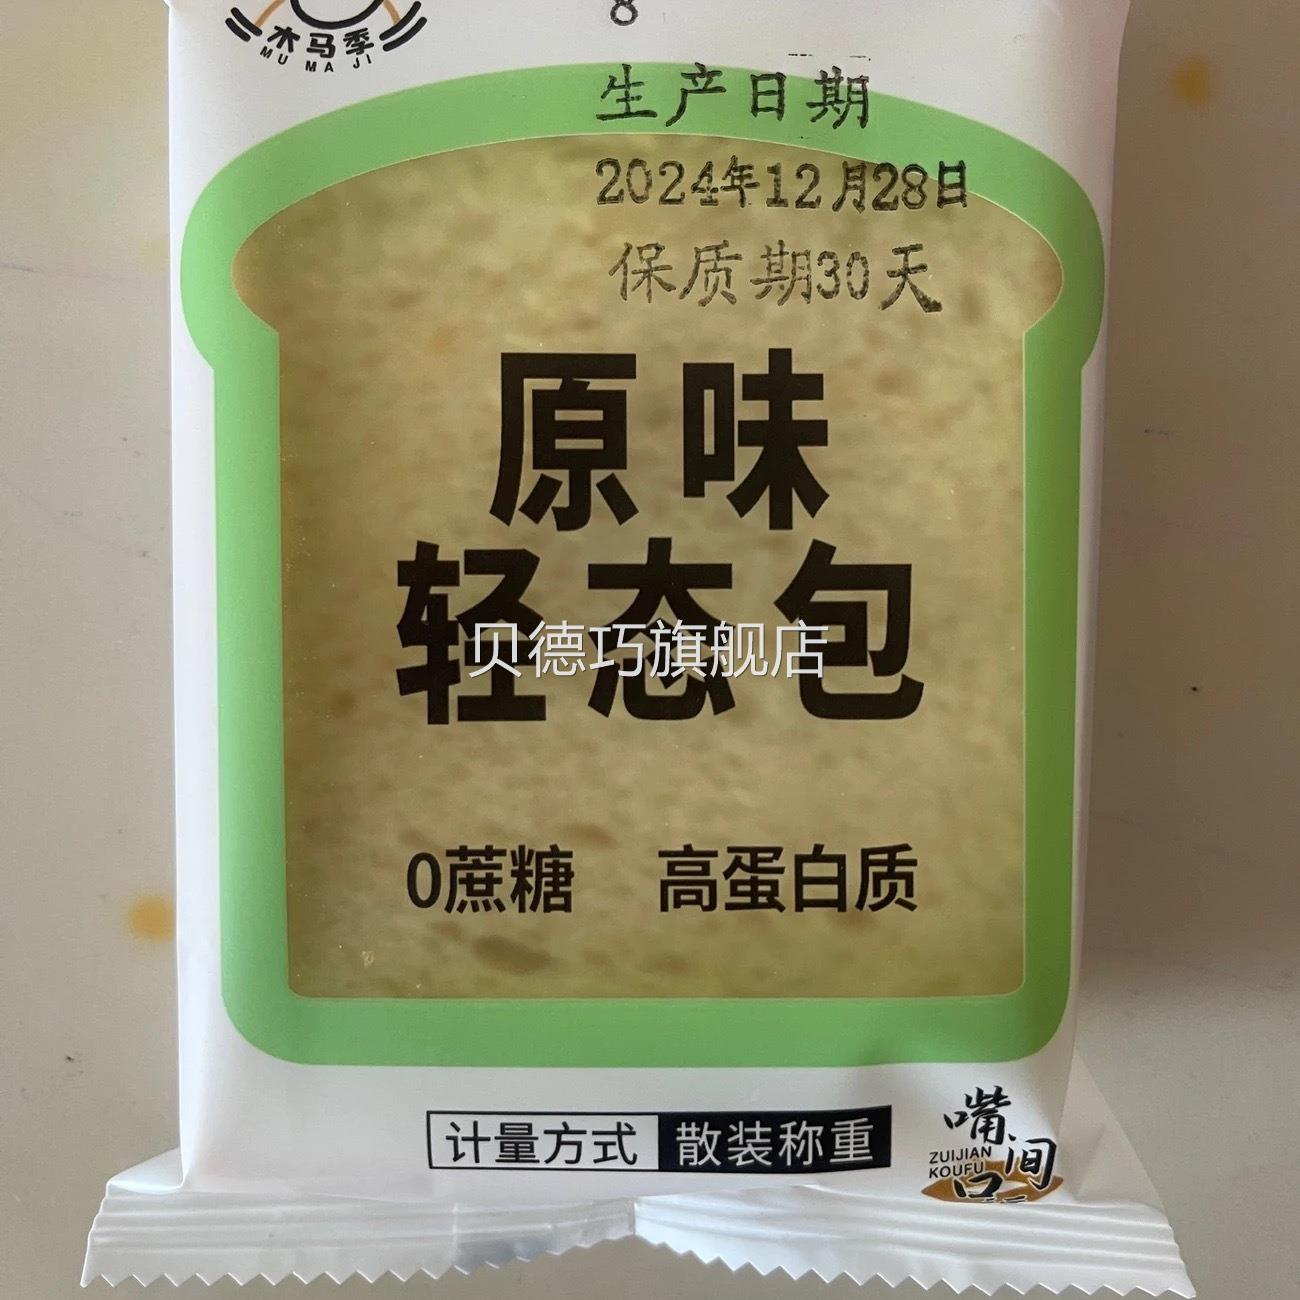 8
木马季
MU MA JI
生产日期
2024年12月28日
保质期30天
原味
轻态包
贝德巧旗舰店
0蔗糖 高蛋白质
计量方式 散装称重
嘴间
ZUIJIAN
KOUFU
口